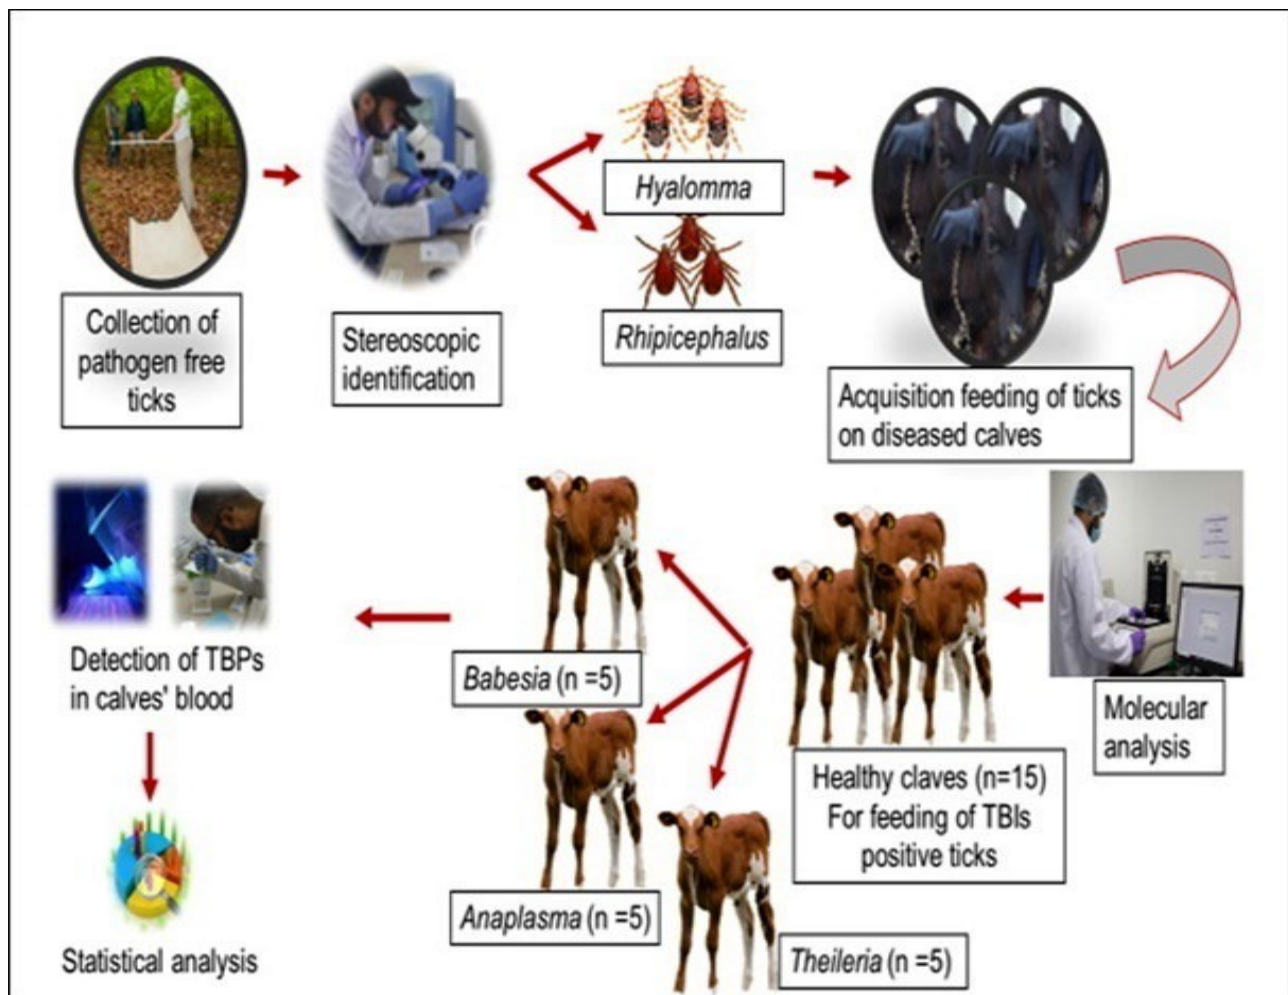 Collection of
pathogen free
ticks
Stereoscopic
identification
Hyalomma
Rhipicephalus
Acquisition feeding of ticks
on diseased calves
Molecular
analysis
Healthy claves (n=15)
For feeding of TBIs
positive ticks
Babesia (n =5)
Anaplasma (n =5)
Theileria (n =5)
Detection of TBPs
in calves' blood
Statistical analysis